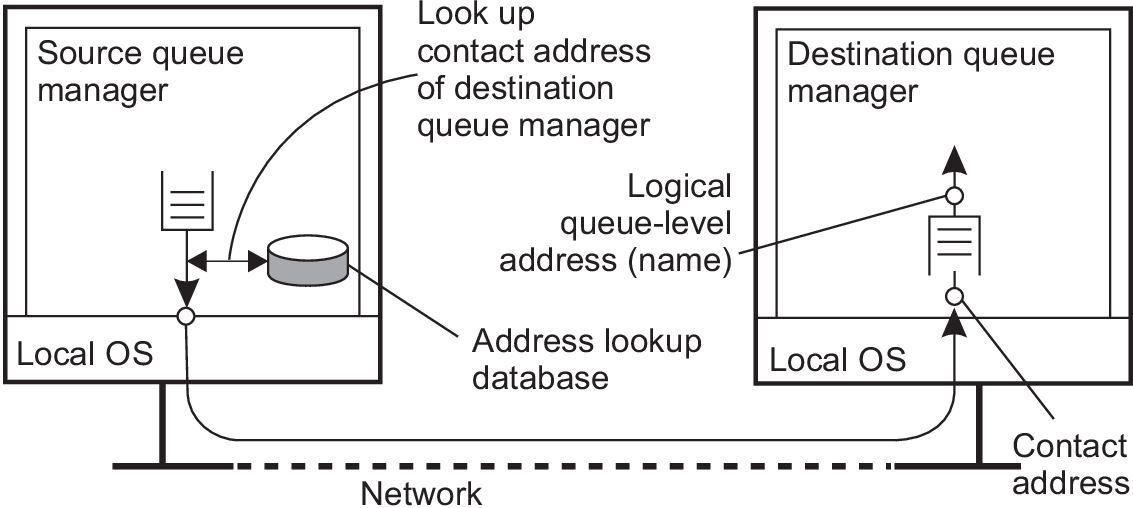 Source queue
manager
Look up
contact address
of destination
queue manager
Destination queue
manager
Logical
queue-level
address (name)
Address lookup
database
Local OS
Local OS
Contact
address
Network